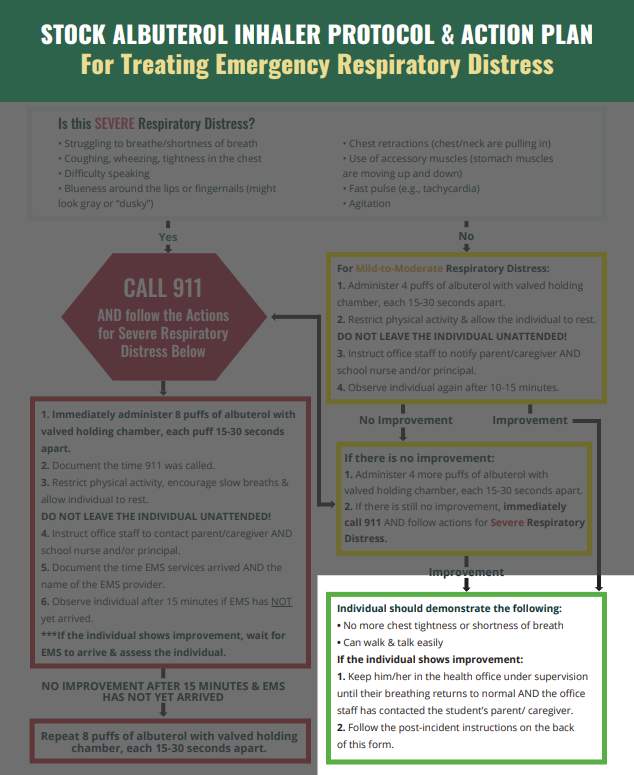 STOCK ALBUTEROL INHALER PROTOCOL & ACTION PLAN
For Treating Emergency Respiratory Distress
Is this SEVERE Respiratory Distress?
• Struggling to breathe/shortness of breath
• Coughing, wheezing, tightness in the chest
• Difficulty speaking
• Blueness around the lips or fingernails (might
look gray or "dusky")
• Chest retractions (chest/neck are pulling in)
• Use of accessory muscles (stomach muscles
are moving up and down)
• Fast pulse (e.g., tachycardia)
• Agitation
Yes
No
CALL 911
AND follow the Actions
for Severe Respiratory
Distress Below
1. Immediately administer 8 puffs of albuterol with
valved holding chamber, each puff 15-30 seconds
apart.
2. Document the time 911 was called.
3. Restrict physical activity, encourage slow breaths &
allow individual to rest.
DO NOT LEAVE THE INDIVIDUAL UNATTENDED!
4. Instruct office staff to contact parent/caregiver AND
school nurse and/or principal.
5. Document the time EMS services arrived AND the
name of the EMS provider.
6. Observe individual after 15 minutes if EMS has NOT
yet arrived.
***If the individual shows improvement, wait for
EMS to arrive & assess the individual.
NO IMPROVEMENT AFTER 15 MINUTES & EMS
HAS NOT YET ARRIVED
Repeat 8 puffs of albuterol with valved holding
chamber, each 15-30 seconds apart.
For Mild-to-Moderate Respiratory Distress:
1. Administer 4 puffs of albuterol with valved holding
chamber, each 15-30 seconds apart.
2. Restrict physical activity & allow the individual to rest.
DO NOT LEAVE THE INDIVIDUAL UNATTENDED!
3. Instruct office staff to notify parent/caregiver AND
school nurse and/or principal.
4. Observe individual again after 10-15 minutes.
No Improvement
Improvement
If there is no improvement:
1. Administer 4 more puffs of albuterol with
valved holding chamber, each 15-30 seconds apart.
2. If there is still no improvement, immediately
call 911 AND follow actions for Severe Respiratory
Distress.
Improvement
Individual should demonstrate the following:
• No more chest tightness or shortness of breath
• Can walk & talk easily
If the individual shows improvement:
1. Keep him/her in the health office under supervision
until their breathing returns to normal AND the office
staff has contacted the student's parent/ caregiver.
2. Follow the post-incident instructions on the back
of this form.